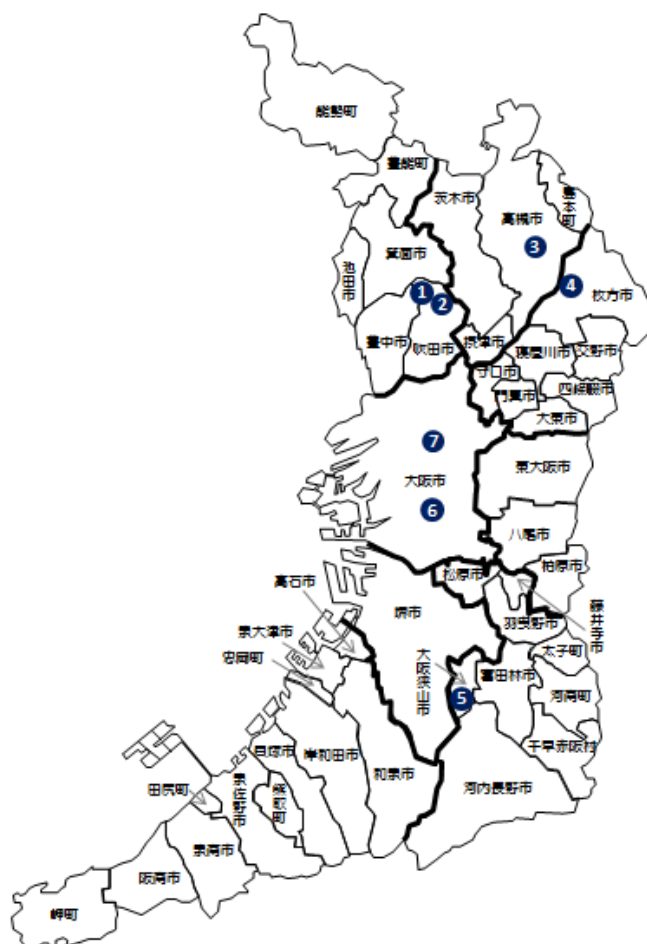 能勢町
豊能町
茨木市
高槻市
島本町
3
箕面市
池田市
1
2
4
枚方市
豊中市
吹田市
摂津市
寝屋川市
交野市
守口市
門真市
四條畷市
大東市
7
東大阪市
大阪市
6
八尾市
柏原市
松原市
高石市
藤井寺市
羽曳野市
堺市
泉大津市
太子町
忠岡町
大阪狭山市
富田林市
5
河南町
千早赤阪村
貝塚市
岸和田市
和泉市
河内長野市
田尻町
泉佐野市
熊取町
泉南市
阪南市
岬町